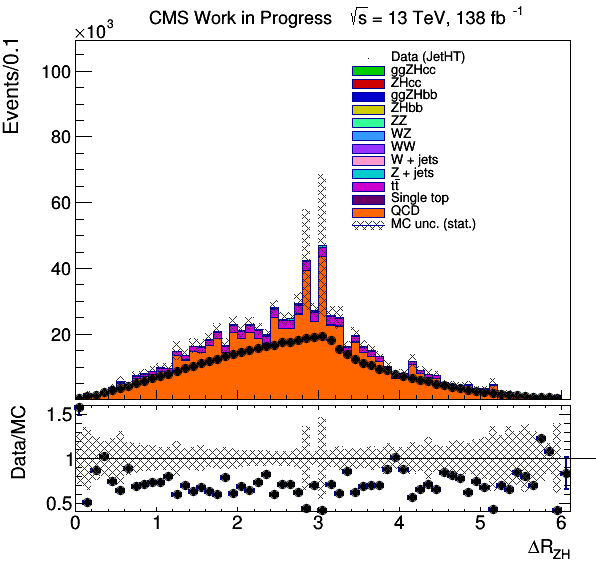 CMS Work in Progress √s = 13 TeV, 138 fb⁻¹
×10³
Events/0.1
100
80
60
40
20
Data (JetHT)
ggZHcc
ZHcc
ggZHbb
ZHbb
ZZ
WZ
WW
W + jets
Z + jets
tt̄
Single top
QCD
MC unc. (stat.)
Data/MC
1.5
1
0.5
0 1 2 3 4 5 6
ΔR_ZH